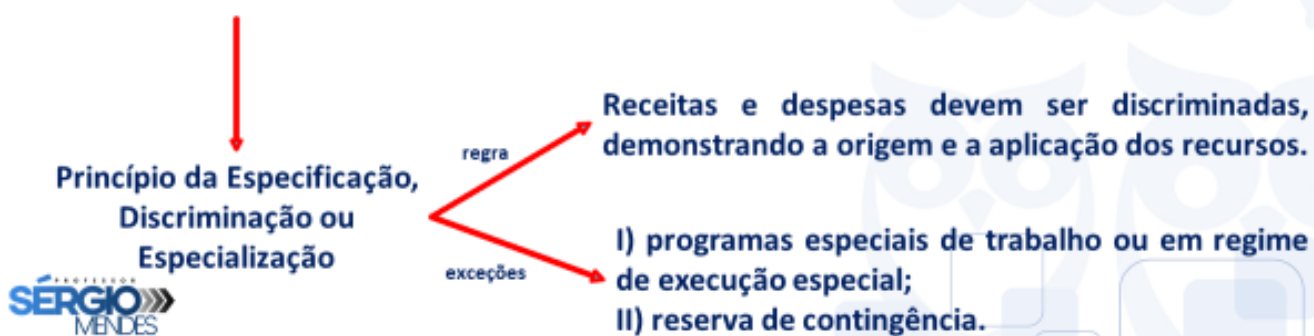 Receitas e despesas devem ser discriminadas,
demonstrando a origem e a aplicação dos recursos.
regra
Princípio da Especificação,
Discriminação ou
Especialização
exceções
I) programas especiais de trabalho ou em regime
de execução especial;
II) reserva de contingência.
PROFESSOR
SÉRGIO
MENDES